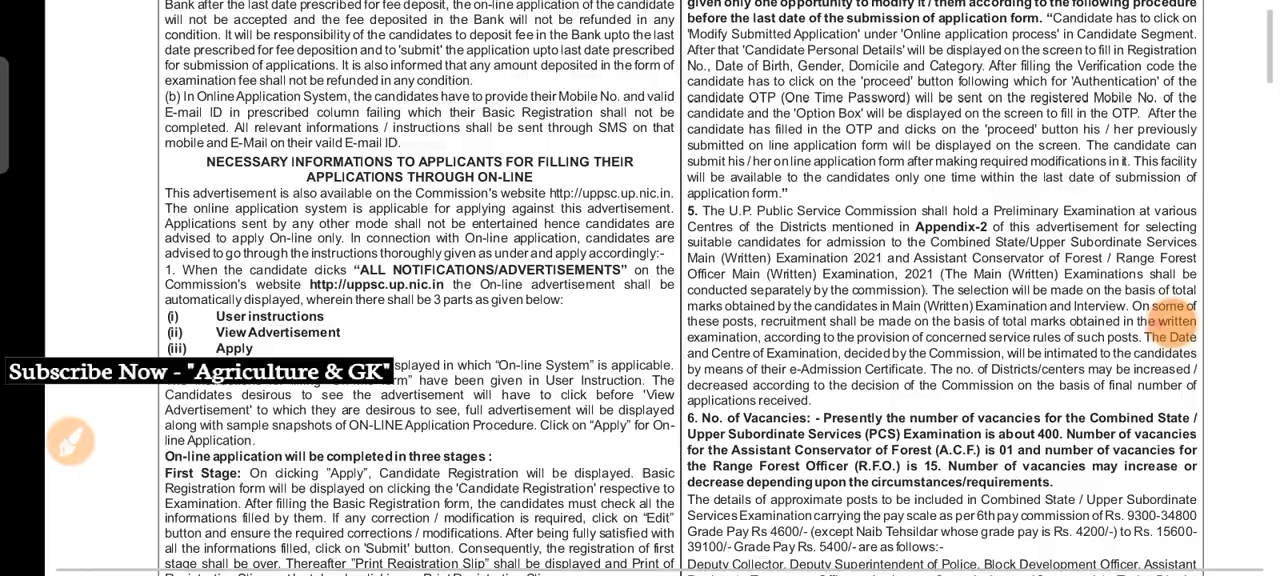 Bank after the last date prescribed for fee deposit, the on-line application of the candidate
will not be accepted and the fee deposited in the Bank will not be refunded in any
condition. It will be responsibility of the candidates to deposit fee in the Bank upto the last
date prescribed for fee deposition and to 'submit' the application upto last date prescribed
for submission of applications. It is also informed that any amount deposited in the form of
examination fee shall not be refunded in any condition.
(b) In Online Application System, the candidates have to provide their Mobile No. and valid
E-mail ID in prescribed column failing which their Basic Registration shall not be
completed. All relevant informations / instructions shall be sent through SMS on that
mobile and E-Mail on their vaild E-mail ID.
NECESSARY INFORMATIONS TO APPLICANTS FOR FILLING THEIR
APPLICATIONS THROUGH ON-LINE
This advertisement is also available on the Commission's website http://uppsc.up.nic.in.
The online application system is applicable for applying against this advertisement.
Applications sent by any other mode shall not be entertained hence candidates are
advised to apply On-line only. In connection with On-line application, candidates are
advised to go through the instructions thoroughly given as under and apply accordingly:-
1. When the candidate clicks "ALL NOTIFICATIONS/ADVERTISEMENTS" on the
Commission's website http://uppsc.up.nic.in the On-line advertisement shall be
automatically displayed, wherein there shall be 3 parts as given below:
(i) User instructions
(ii) View Advertisement
(iii) Apply
splayed in which "On-line System" is applicable.
Subscribe Now - "Agriculture & GK"
have been given in User Instruction. The
Candidates desirous to see the advertisement will have to click before 'View
Advertisement' to which they are desirous to see, full advertisement will be displayed
along with sample snapshots of ON-LINE Application Procedure. Click on "Apply" for On-
line Application.
On-line application will be completed in three stages :
First Stage: On clicking "Apply", Candidate Registration will be displayed. Basic
Registration form will be displayed on clicking the 'Candidate Registration' respective to
Examination. After filling the Basic Registration form, the candidates must check all the
informations filled by them. If any correction / modification is required, click on "Edit"
button and ensure the required corrections / modifications. After being fully satisfied with
all the informations filled, click on 'Submit' button. Consequently, the registration of first
stage shall be over. Thereafter "Print Registration Slip" shall be displayed and Print of
given only one opportunity to modify it / them according to the following procedure
before the last date of the submission of application form. "Candidate has to click on
'Modify Submitted Application' under 'Online application process' in Candidate Segment.
After that 'Candidate Personal Details' will be displayed on the screen to fill in Registration
No., Date of Birth, Gender, Domicile and Category. After filling the Verification code the
candidate has to click on the 'proceed' button following which for 'Authentication' of the
candidate OTP (One Time Password) will be sent on the registered Mobile No. of the
candidate and the 'Option Box' will be displayed on the screen to fill in the OTP. After the
candidate has filled in the OTP and clicks on the 'proceed' button his / her previously
submitted on line application form will be displayed on the screen. The candidate can
submit his / her on line application form after making required modifications in it. This facility
will be available to the candidates only one time within the last date of submission of
application form."
5. The U.P. Public Service Commission shall hold a Preliminary Examination at various
Centres of the Districts mentioned in Appendix-2 of this advertisement for selecting
suitable candidates for admission to the Combined State/Upper Subordinate Services
Main (Written) Examination 2021 and Assistant Conservator of Forest / Range Forest
Officer Main (Written) Examination, 2021 (The Main (Written) Examinations shall be
conducted separately by the commission). The selection will be made on the basis of total
marks obtained by the candidates in Main (Written) Examination and Interview. On some of
these posts, recruitment shall be made on the basis of total marks obtained in the written
examination, according to the provision of concerned service rules of such posts. The Date
and Centre of Examination, decided by the Commission, will be intimated to the candidates
by means of their e-Admission Certificate. The no. of Districts/centers may be increased /
decreased according to the decision of the Commission on the basis of final number of
applications received.
6. No. of Vacancies: - Presently the number of vacancies for the Combined State /
Upper Subordinate Services (PCS) Examination is about 400. Number of vacancies
for the Assistant Conservator of Forest (A.C.F.) is 01 and number of vacancies for
the Range Forest Officer (R.F.O.) is 15. Number of vacancies may increase or
decrease depending upon the circumstances/requirements.
The details of approximate posts to be included in Combined State / Upper Subordinate
Services Examination carrying the pay scale as per 6th pay commission of Rs. 9300-34800
Grade Pay Rs 4600/- (except Naib Tehsildar whose grade pay is Rs. 4200/-) to Rs. 15600-
39100/- Grade Pay Rs. 5400/- are as follows:-
Deputy Collector, Deputy Superintendent of Police, Block Development Officer, Assistant